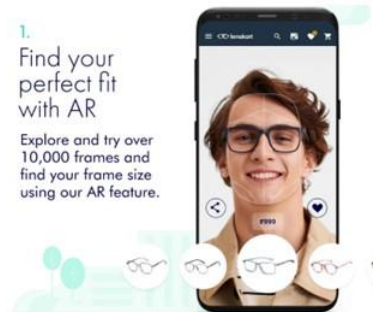 1.
Find your
perfect fit
with AR
Explore and try over
10,000 frames and
find your frame size
using our AR feature.
lenskart